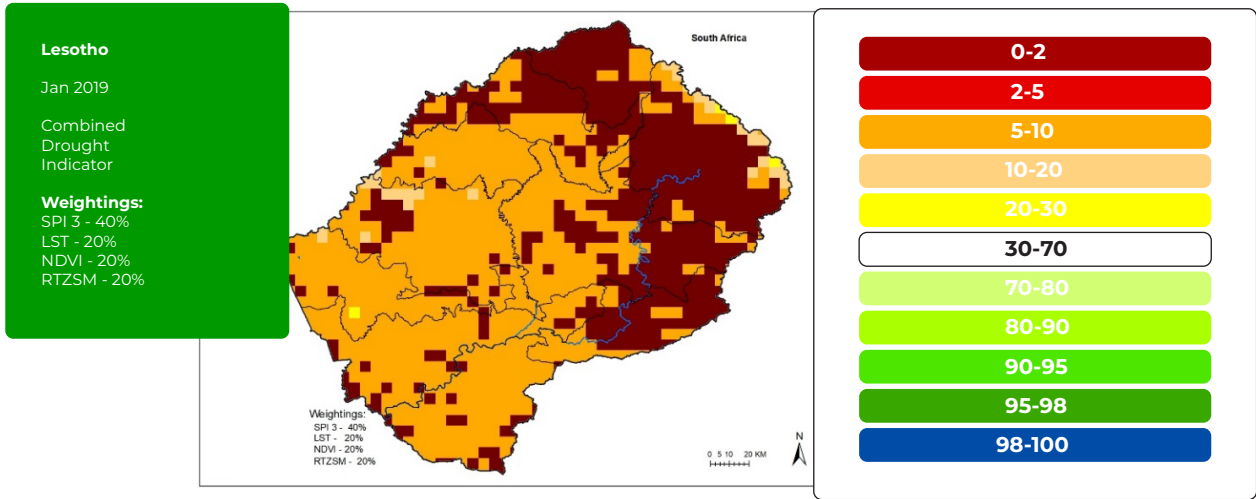 Lesotho
Jan 2019
Combined
Drought
Indicator
Weightings:
SPI 3 - 40%
LST - 20%
NDVI - 20%
RTZSM - 20%
South Africa
Weightings:
SPI 3 - 40%
LST - 20%
NDVI - 20%
RTZSM - 20%
0 5 10 20 KM
N
0-2
2-5
5-10
10-20
20-30
30-70
70-80
80-90
90-95
95-98
98-100